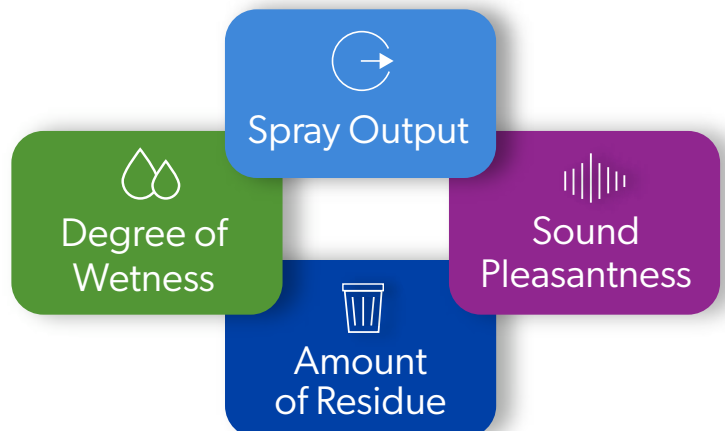 Spray Output
Degree of
Wetness
Sound
Pleasantness
Amount
of Residue